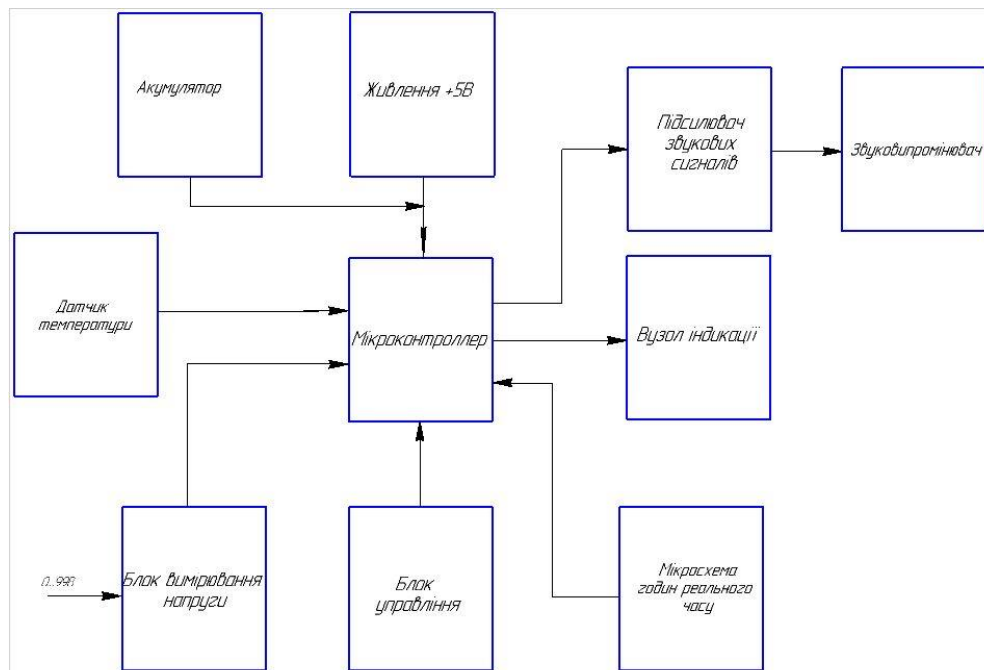 Акумулятор
Живлення +5В
Підсилювач
звукових
сигналів
Звуковипромінювач
Датчик
температури
Мікроконтроллер
Вузол індикації
0...99В
Блок вимірювання
напруги
Блок
управління
Мікросхема
годин реального
часу